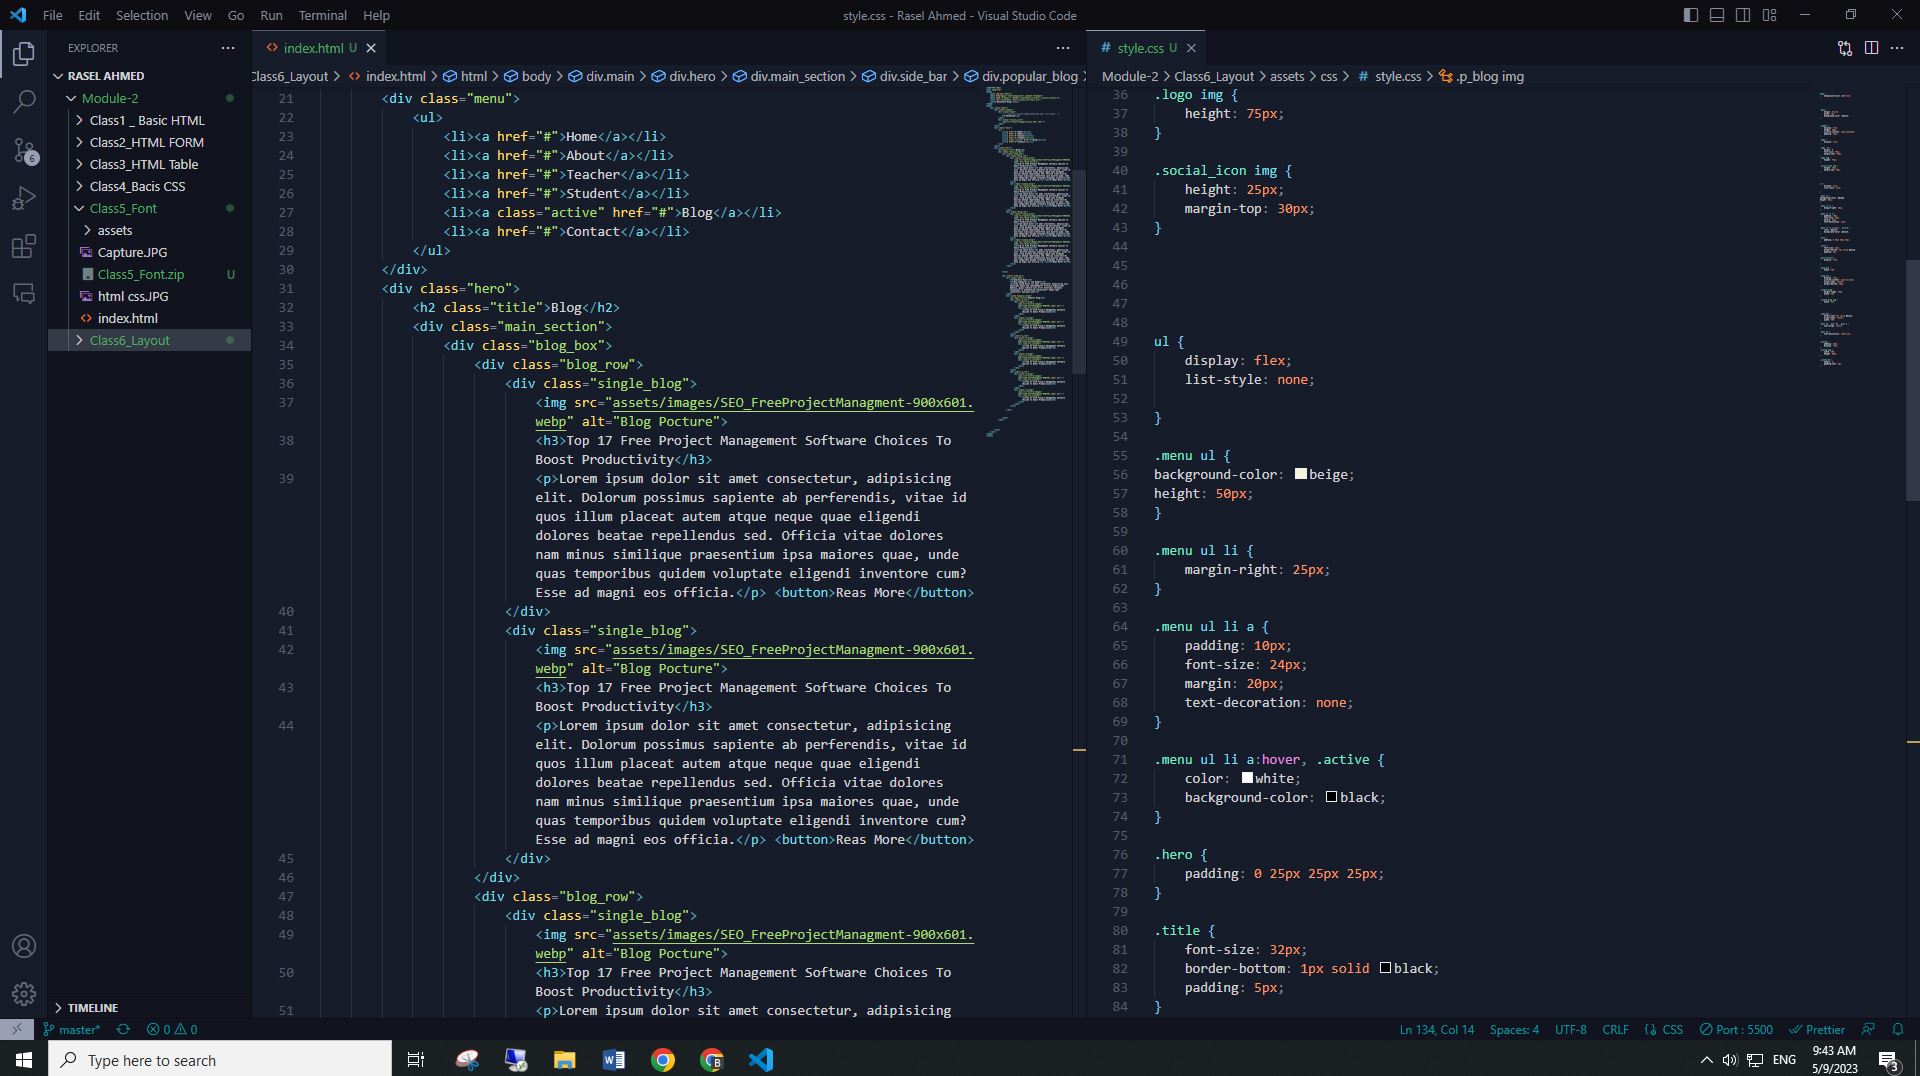 File Edit Selection View Go Run Terminal Help
style.css - Rasel Ahmed - Visual Studio Code
EXPLORER
RASEL AHMED
Module-2
Class1 _ Basic HTML
Class2_HTML FORM
Class3_HTML Table
Class4_Bacis CSS
Class5_Font
assets
Capture.JPG
Class5_Font.zip U
html css.JPG
index.html
Class6_Layout
TIMELINE
index.html U
Class6_Layout > index.html > html > body > div.main > div.hero > div.main_section > div.side_bar > div.popular_blog >
21 <div class="menu">
22 <ul>
23 <li><a href="#">Home</a></li>
24 <li><a href="#">About</a></li>
25 <li><a href="#">Teacher</a></li>
26 <li><a href="#">Student</a></li>
27 <li><a class="active" href="#">Blog</a></li>
28 <li><a href="#">Contact</a></li>
29 </ul>
30 </div>
31 <div class="hero">
32 <h2 class="title">Blog</h2>
33 <div class="main_section">
34 <div class="blog_box">
35 <div class="blog_row">
36 <div class="single_blog">
37 <img src="assets/images/SEO_FreeProjectManagment-900x601.
webp" alt="Blog Pocture">
38 <h3>Top 17 Free Project Management Software Choices To
Boost Productivity</h3>
39 <p>Lorem ipsum dolor sit amet consectetur, adipisicing
elit. Dolorum possimus sapiente ab perferendis, vitae id
quos illum placeat autem atque neque quae eligendi
dolores beatae repellendus sed. Officia vitae dolores
nam minus similique praesentium ipsa maiores quae, unde
quas temporibus quidem voluptate eligendi inventore cum?
Esse ad magni eos officia.</p> <button>Reas More</button>
40 </div>
41 <div class="single_blog">
42 <img src="assets/images/SEO_FreeProjectManagment-900x601.
webp" alt="Blog Pocture">
43 <h3>Top 17 Free Project Management Software Choices To
Boost Productivity</h3>
44 <p>Lorem ipsum dolor sit amet consectetur, adipisicing
elit. Dolorum possimus sapiente ab perferendis, vitae id
quos illum placeat autem atque neque quae eligendi
dolores beatae repellendus sed. Officia vitae dolores
nam minus similique praesentium ipsa maiores quae, unde
quas temporibus quidem voluptate eligendi inventore cum?
Esse ad magni eos officia.</p> <button>Reas More</button>
45 </div>
46 </div>
47 <div class="blog_row">
48 <div class="single_blog">
49 <img src="assets/images/SEO_FreeProjectManagment-900x601.
webp" alt="Blog Pocture">
50 <h3>Top 17 Free Project Management Software Choices To
Boost Productivity</h3>
51 <p>Lorem ipsum dolor sit amet consectetur, adipisicing
# style.css U
Module-2 > Class6_Layout > assets > css > # style.css > .p_blog img
36 .logo img {
37 height: 75px;
38 }
39
40 .social_icon img {
41 height: 25px;
42 margin-top: 30px;
43 }
44
45
46
47
48
49 ul {
50 display: flex;
51 list-style: none;
52
53 }
54
55 .menu ul {
56 background-color: beige;
57 height: 50px;
58 }
59
60 .menu ul li {
61 margin-right: 25px;
62 }
63
64 .menu ul li a {
65 padding: 10px;
66 font-size: 24px;
67 margin: 20px;
68 text-decoration: none;
69 }
70
71 .menu ul li a:hover, .active {
72 color: white;
73 background-color: black;
74 }
75
76 .hero {
77 padding: 0 25px 25px 25px;
78 }
79
80 .title {
81 font-size: 32px;
82 border-bottom: 1px solid black;
83 padding: 5px;
84 }
6
master* 0 0 Ln 134, Col 14 Spaces: 4 UTF-8 CRLF CSS Port : 5500 Prettier
Type here to search
W
B
ENG
9:43 AM
5/9/2023
3